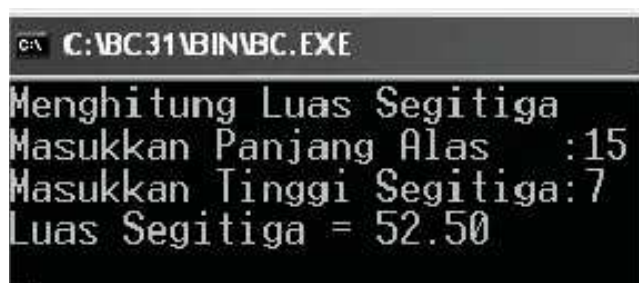 C:\BC31\BIN\BC.EXE
Menghitung Luas Segitiga
Masukkan Panjang Alas   :15
Masukkan Tinggi Segitiga:7
Luas Segitiga = 52.50